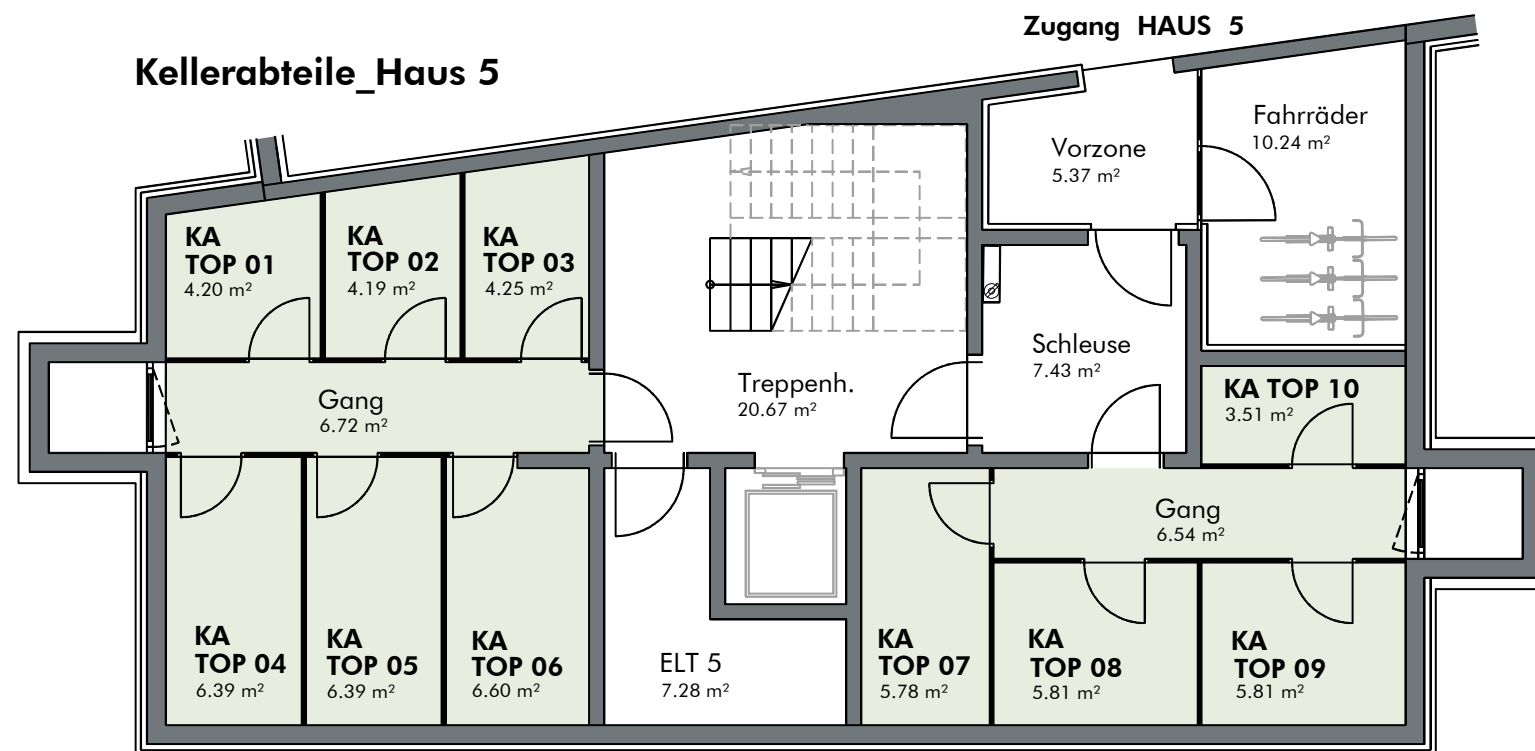 Zugang HAUS 5
Kellerabteile_Haus 5
Fahrräder
10.24 m²
Vorzone
5.37 m²
KA
TOP 01
4.20 m²
KA
TOP 02
4.19 m²
KA
TOP 03
4.25 m²
Schleuse
7.43 m²
Treppenh.
20.67 m²
KA TOP 10
3.51 m²
Gang
6.72 m²
Gang
6.54 m²
KA
TOP 04
6.39 m²
KA
TOP 05
6.39 m²
KA
TOP 06
6.60 m²
ELT 5
7.28 m²
KA
TOP 07
5.78 m²
KA
TOP 08
5.81 m²
KA
TOP 09
5.81 m²